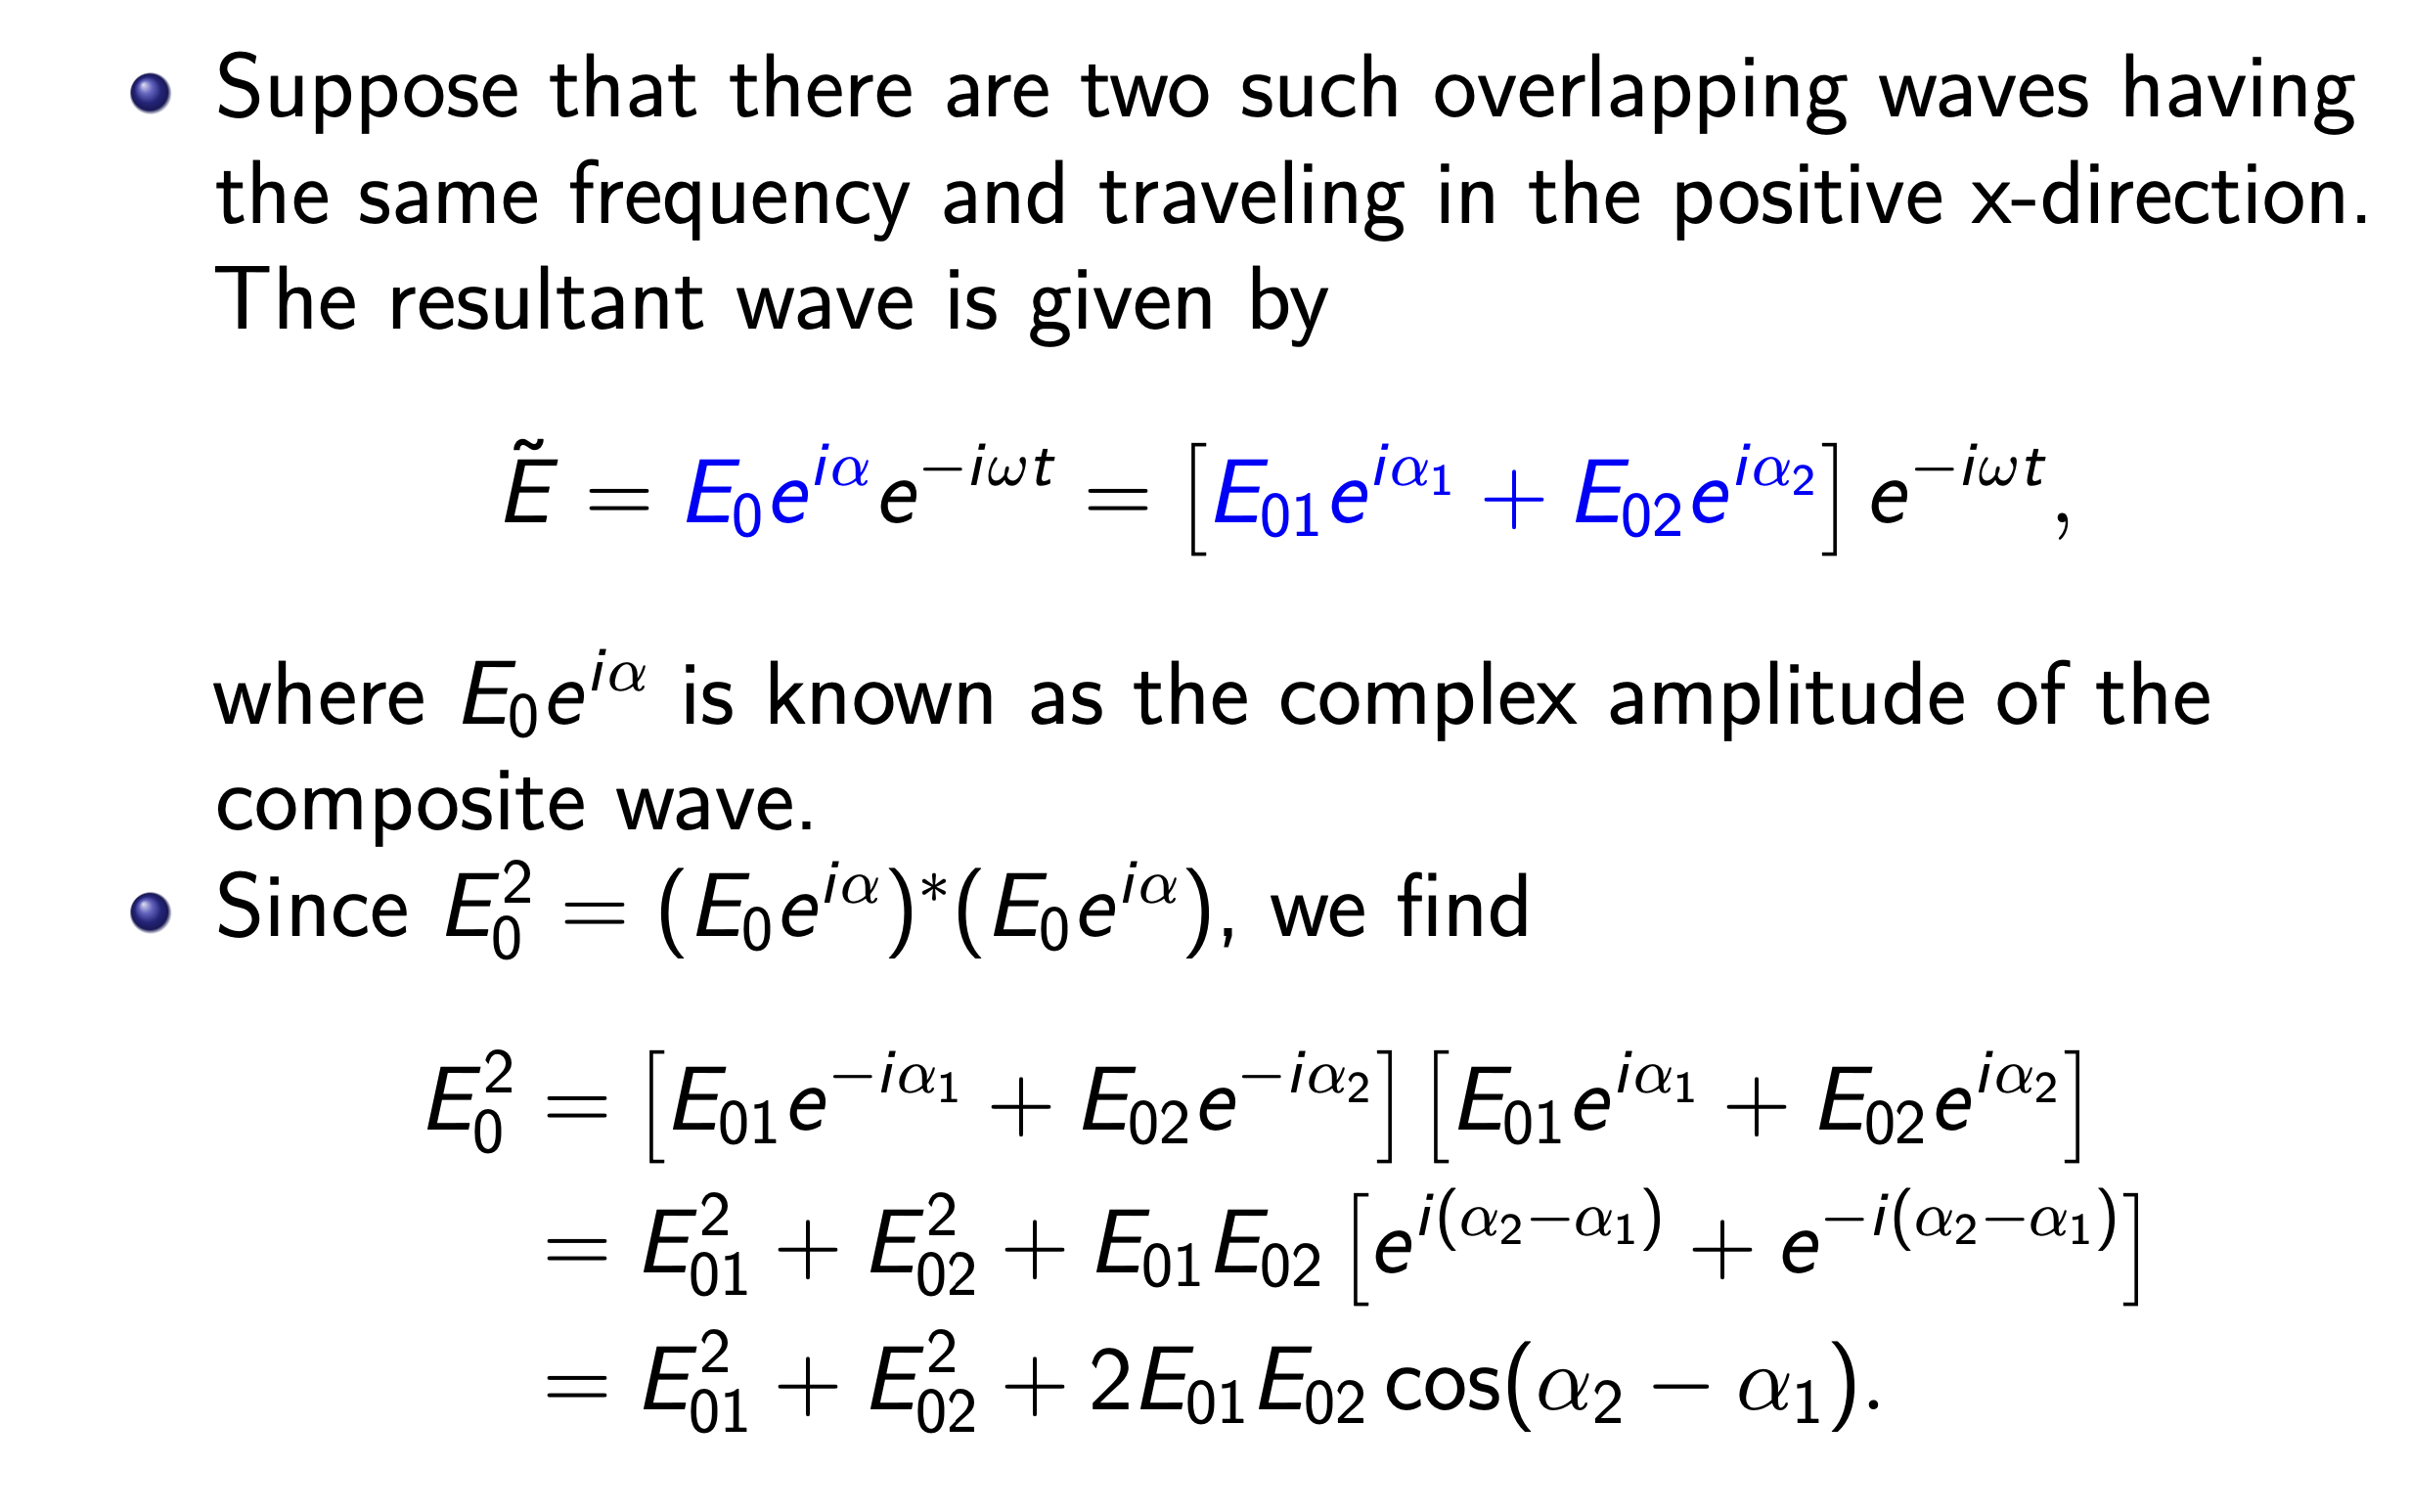 • Suppose that there are two such overlapping waves having
the same frequency and traveling in the positive x-direction.
The resultant wave is given by
$\tilde{E} = E_0 e^{i\alpha} e^{-i\omega t} = \left[ E_{01} e^{i\alpha_1} + E_{02} e^{i\alpha_2} \right] e^{-i\omega t},$
where $E_0 e^{i\alpha}$ is known as the complex amplitude of the
composite wave.
• Since $E_0^2 = (E_0 e^{i\alpha})^* (E_0 e^{i\alpha})$, we find
$E_0^2 = \left[ E_{01} e^{-i\alpha_1} + E_{02} e^{-i\alpha_2} \right] \left[ E_{01} e^{i\alpha_1} + E_{02} e^{i\alpha_2} \right]$
$= E_{01}^2 + E_{02}^2 + E_{01} E_{02} \left[ e^{i(\alpha_2 - \alpha_1)} + e^{-i(\alpha_2 - \alpha_1)} \right]$
$= E_{01}^2 + E_{02}^2 + 2 E_{01} E_{02} \cos(\alpha_2 - \alpha_1).$